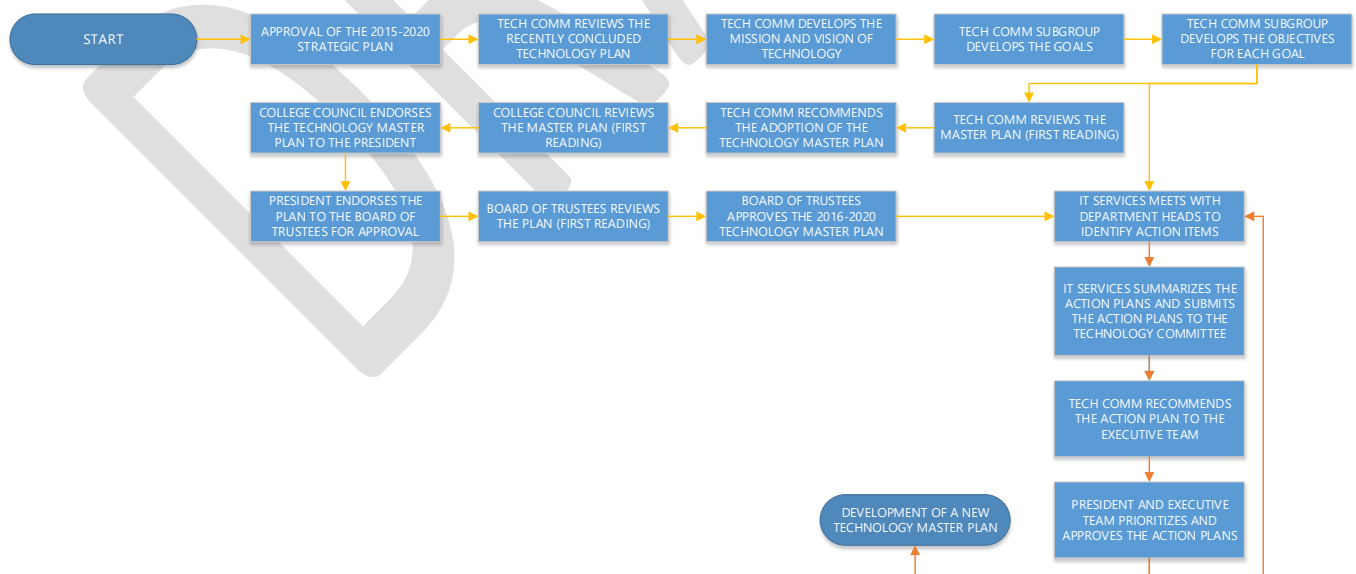 START
APPROVAL OF THE 2015-2020
STRATEGIC PLAN
TECH COMM REVIEWS THE
RECENTLY CONCLUDED
TECHNOLOGY PLAN
TECH COMM DEVELOPS THE
MISSION AND VISION OF
TECHNOLOGY
TECH COMM SUBGROUP
DEVELOPS THE GOALS
TECH COMM SUBGROUP
DEVELOPS THE OBJECTIVES
FOR EACH GOAL
TECH COMM REVIEWS THE
MASTER PLAN (FIRST READING)
TECH COMM RECOMMENDS
THE ADOPTION OF THE
TECHNOLOGY MASTER PLAN
COLLEGE COUNCIL REVIEWS
THE MASTER PLAN (FIRST
READING)
COLLEGE COUNCIL ENDORSES
THE TECHNOLOGY MASTER
PLAN TO THE PRESIDENT
PRESIDENT ENDORSES THE
PLAN TO THE BOARD OF
TRUSTEES FOR APPROVAL
BOARD OF TRUSTEES REVIEWS
THE PLAN (FIRST READING)
BOARD OF TRUSTEES
APPROVES THE 2016-2020
TECHNOLOGY MASTER PLAN
IT SERVICES MEETS WITH
DEPARTMENT HEADS TO
IDENTIFY ACTION ITEMS
IT SERVICES SUMMARIZES THE
ACTION PLANS AND SUBMITS
THE ACTION PLANS TO THE
TECHNOLOGY COMMITTEE
TECH COMM RECOMMENDS
THE ACTION PLAN TO THE
EXECUTIVE TEAM
PRESIDENT AND EXECUTIVE
TEAM PRIORITIZES AND
APPROVES THE ACTION PLANS
DEVELOPMENT OF A NEW
TECHNOLOGY MASTER PLAN